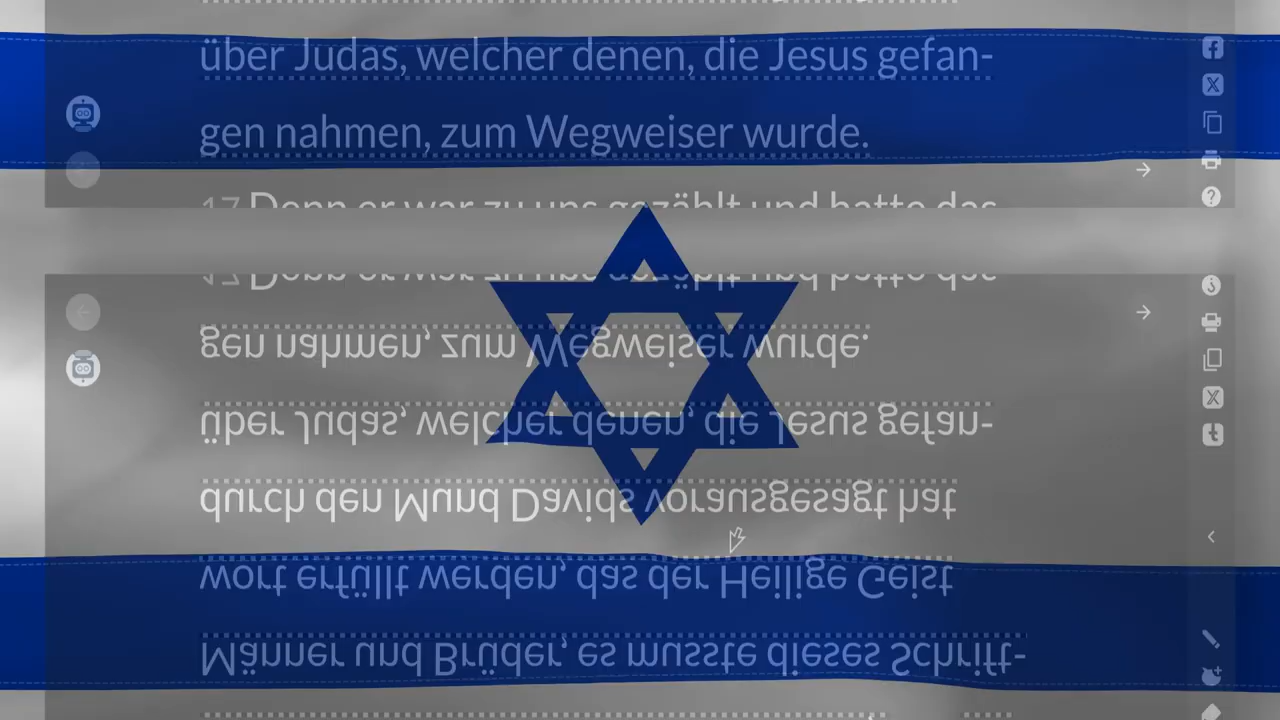 über Judas, welcher denen, die Jesus gefan-
gen nahmen, zum Wegweiser wurde.
17 Denn er war zu uns gezählt und hatte das
17 Denn er war zu uns gezählt und hatte das
gen nahmen, zum Wegweiser wurde.
über Judas, welcher denen, die Jesus gefan-
durch den Mund Davids vorausgesagt hat
wort erfüllt werden, das der Heilige Geist
Männer und Brüder, es musste dieses Schrift-